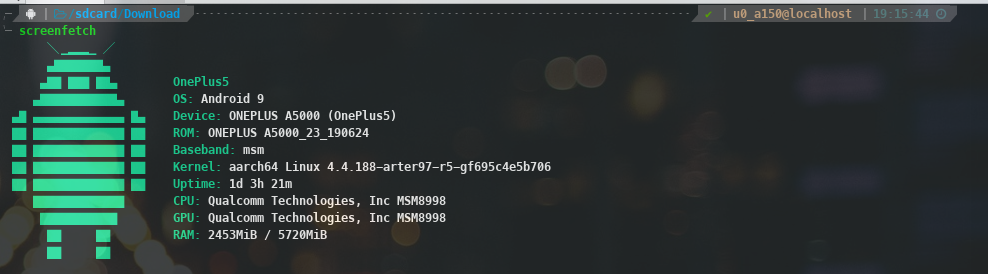 sdcard/Download ✔ | u0_a150@localhost | 19:15:44
screenfetch
OnePlus5
OS: Android 9
Device: ONEPLUS A5000 (OnePlus5)
ROM: ONEPLUS A5000_23_190624
Baseband: msm
Kernel: aarch64 Linux 4.4.188-arter97-r5-gf695c4e5b706
Uptime: 1d 3h 21m
CPU: Qualcomm Technologies, Inc MSM8998
GPU: Qualcomm Technologies, Inc MSM8998
RAM: 2453MiB / 5720MiB